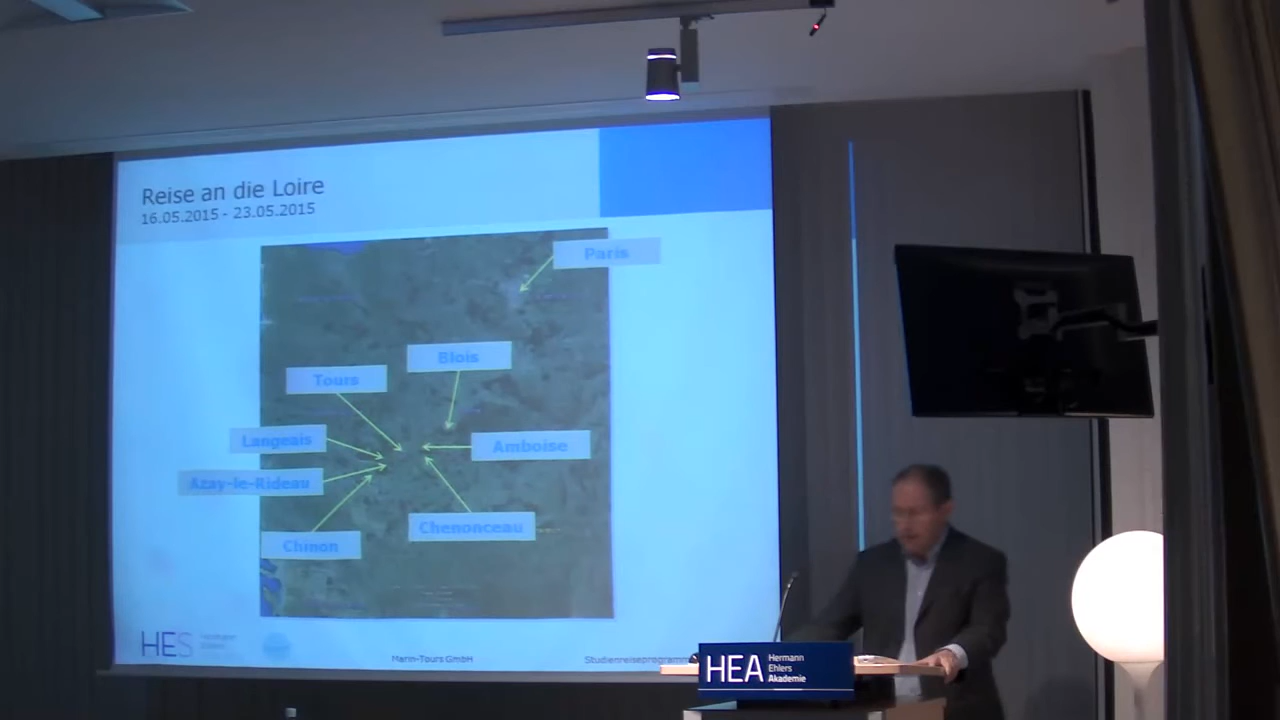 Reise an die Loire
16.05.2015 - 23.05.2015
Paris
Blois
Tours
Langeais
Amboise
Azay-le-Rideau
Chenonceau
Chinon
HES
Marin-Tours GmbH
Studienreiseprogramm
HEA
Hermann
Ehlers
Akademie